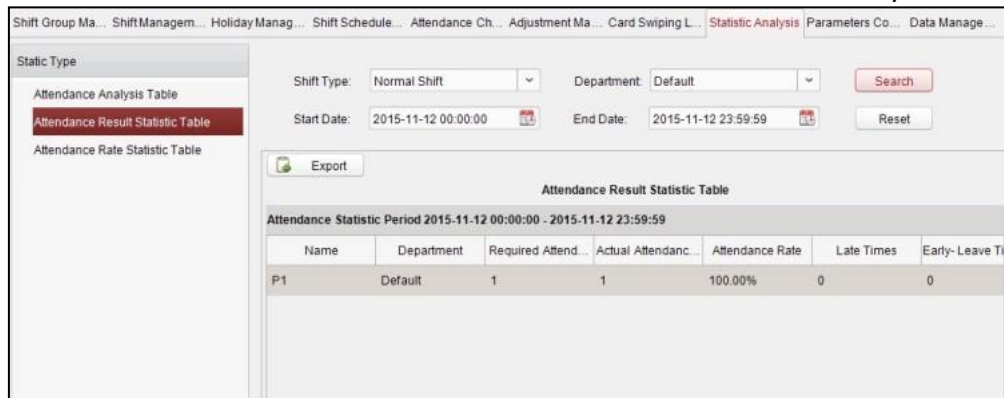 Shift Group Ma... Shift Managem... Holiday Manag... Shift Schedule... Attendance Ch... Adjustment Ma... Card Swiping L... Statistic Analysis Parameters Co... Data Manage...
Static Type
Attendance Analysis Table
Attendance Result Statistic Table
Attendance Rate Statistic Table
Shift Type: Normal Shift Department: Default Search
Start Date: 2015-11-12 00:00:00 End Date: 2015-11-12 23:59:59 Reset
Export
Attendance Result Statistic Table
Attendance Statistic Period 2015-11-12 00:00:00 - 2015-11-12 23:59:59
Name Department Required Attend... Actual Attendanc... Attendance Rate Late Times Early- Leave Ti
P1 Default 1 1 100.00% 0 0